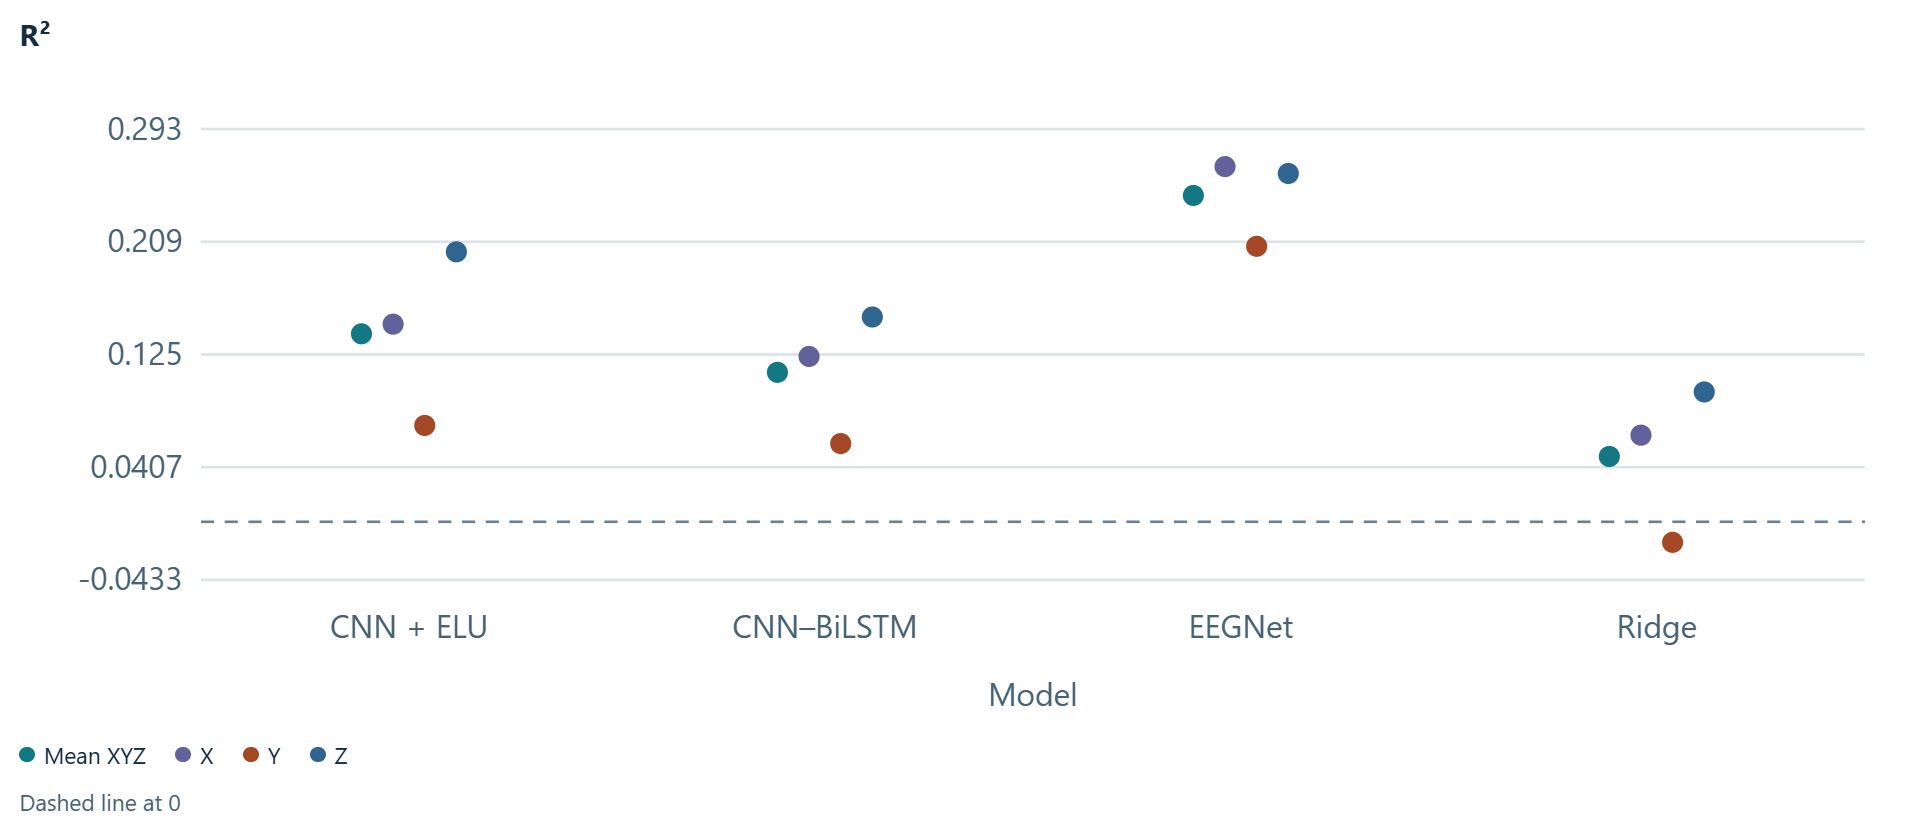 R²
0.293
0.209
0.125
0.0407
-0.0433
CNN + ELU
CNN–BiLSTM
EEGNet
Ridge
Model
Mean XYZ
X
Y
Z
Dashed line at 0